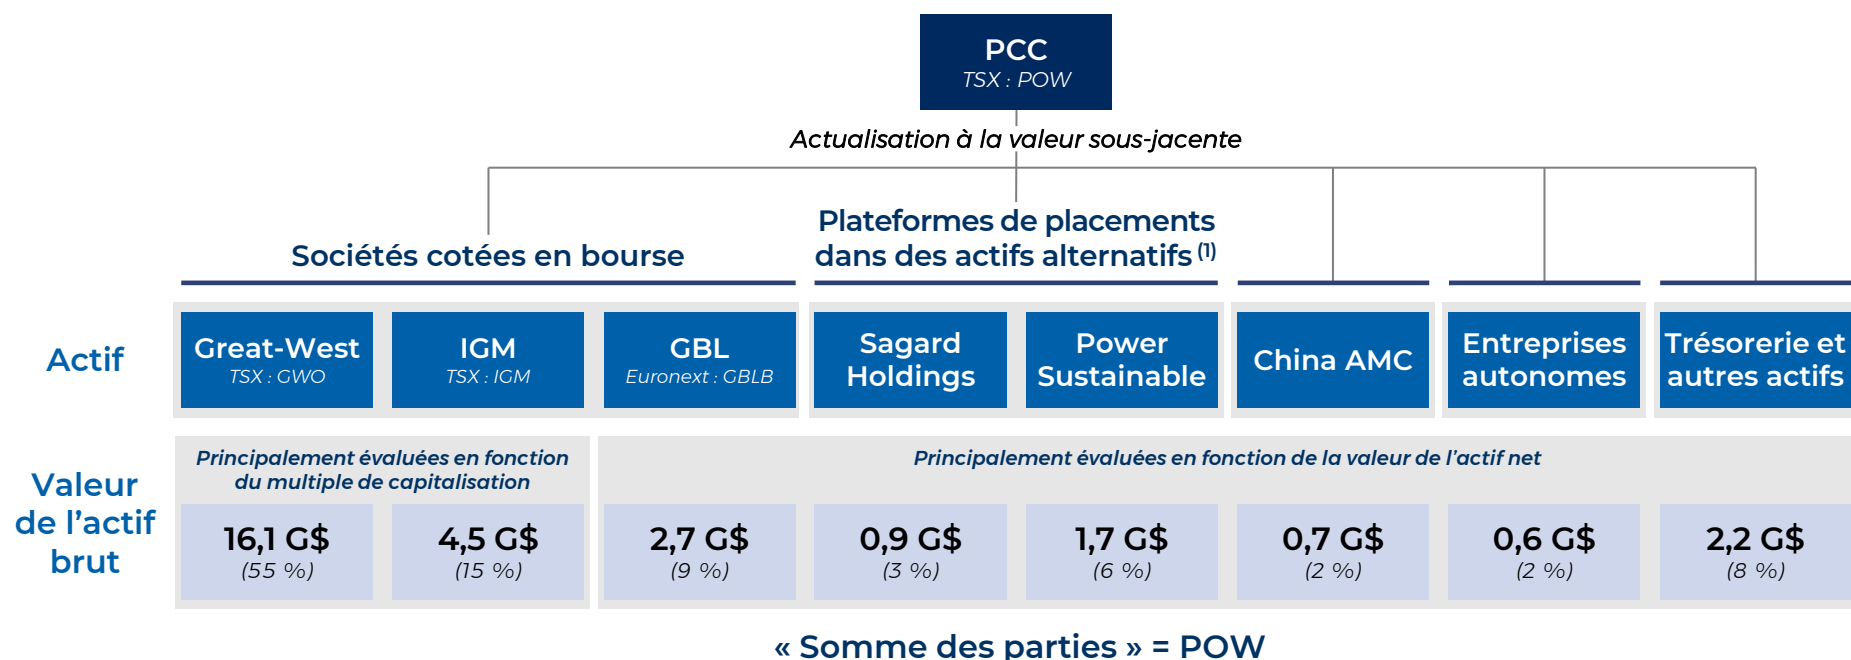 PCC
TSX : POW
Actualisation à la valeur sous-jacente
Sociétés cotées en bourse
Plateformes de placements
dans des actifs alternatifs (1)
Actif
Great-West
TSX : GWO
IGM
TSX : IGM
GBL
Euronext : GBLB
Sagard
Holdings
Power
Sustainable
China AMC
Entreprises
autonomes
Trésorerie et
autres actifs
Valeur
de l'actif
brut
Principalement évaluées en fonction
du multiple de capitalisation
Principalement évaluées en fonction de la valeur de l'actif net
16,1 G$
(55 %)
4,5 G$
(15 %)
2,7 G$
(9 %)
0,9 G$
(3 %)
1,7 G$
(6 %)
0,7 G$
(2 %)
0,6 G$
(2 %)
2,2 G$
(8 %)
« Somme des parties » = POW